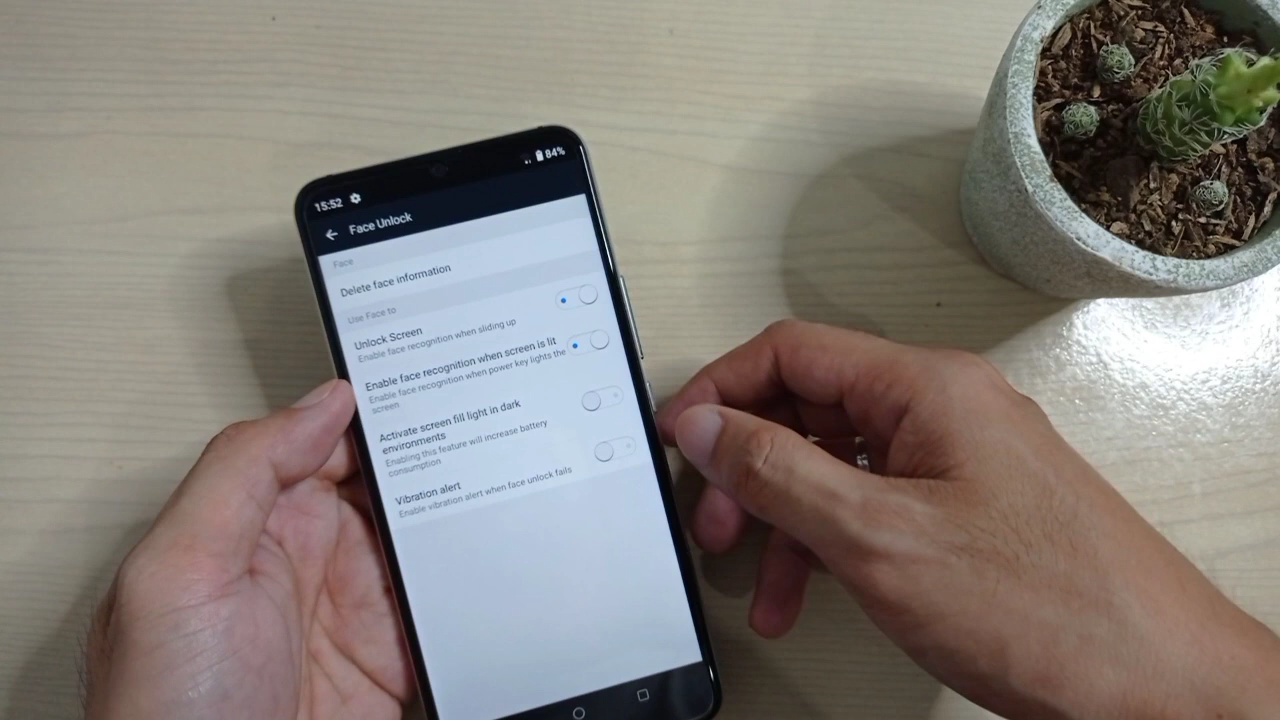 15:52
84%
Face Unlock
Face
Delete face information
Use Face to
Unlock Screen
Enable face recognition when sliding up
Enable face recognition when screen is lit
Enable face recognition when power key lights the
screen
Activate screen fill light in dark
environments
Enabling this feature will increase battery
consumption
Vibration alert
Enable vibration alert when face unlock fails